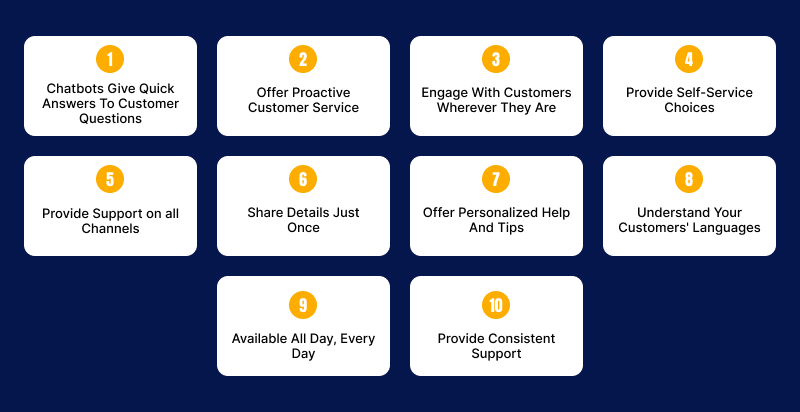 1
Chatbots Give Quick
Answers To Customer
Questions
2
Offer Proactive
Customer Service
3
Engage With Customers
Wherever They Are
4
Provide Self-Service
Choices
5
Provide Support on all
Channels
6
Share Details Just
Once
7
Offer Personalized Help
And Tips
8
Understand Your
Customers' Languages
9
Available All Day, Every
Day
10
Provide Consistent
Support